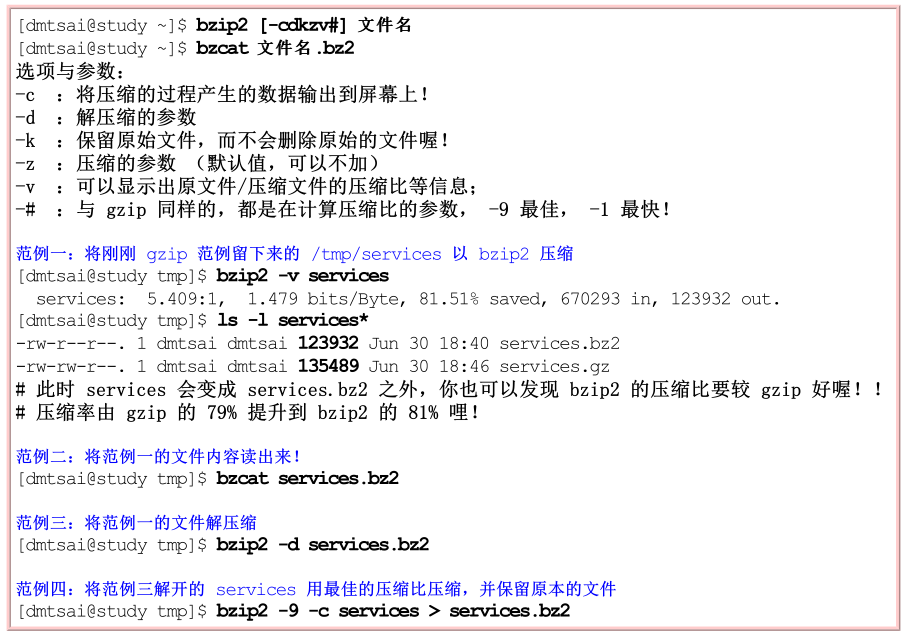 [dmtsai@study ~]$ bzip2 [-cdkzv#] 文件名
[dmtsai@study ~]$ bzcat 文件名.bz2
选项与参数：
-c ：将压缩的过程产生的数据输出到屏幕上！
-d ：解压缩的参数
-k ：保留原始文件，而不会删除原始的文件喔！
-z ：压缩的参数 （默认值，可以不加）
-v ：可以显示出原文件/压缩文件的压缩比等信息；
-# ：与 gzip 同样的，都是在计算压缩比的参数， -9 最佳， -1 最快！

范例一：将刚刚 gzip 范例留下来的 /tmp/services 以 bzip2 压缩
[dmtsai@study tmp]$ bzip2 -v services
  services:  5.409:1,  1.479 bits/Byte, 81.51% saved, 670293 in, 123932 out.
[dmtsai@study tmp]$ ls -l services*
-rw-r--r--. 1 dmtsai dmtsai 123932 Jun 30 18:40 services.bz2
-rw-rw-r--. 1 dmtsai dmtsai 135489 Jun 30 18:46 services.gz
# 此时 services 会变成 services.bz2 之外，你也可以发现 bzip2 的压缩比要较 gzip 好喔！！
# 压缩率由 gzip 的 79% 提升到 bzip2 的 81% 哩！

范例二：将范例一的文件内容读出来！
[dmtsai@study tmp]$ bzcat services.bz2

范例三：将范例一的文件解压缩
[dmtsai@study tmp]$ bzip2 -d services.bz2

范例四：将范例三解开的 services 用最佳的压缩比压缩，并保留原本的文件
[dmtsai@study tmp]$ bzip2 -9 -c services > services.bz2